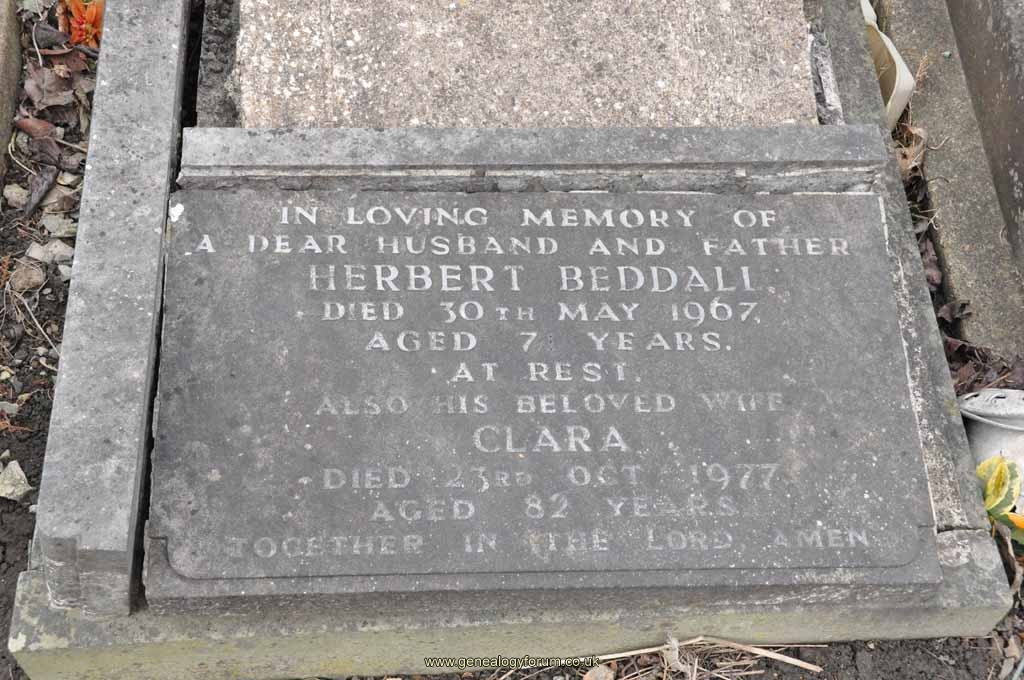 IN LOVING MEMORY OF
A DEAR HUSBAND AND FATHER
HERBERT BEDDALL
DIED 30TH MAY 1967,
AGED 71 YEARS.
AT REST.
ALSO HIS BELOVED WIFE
CLARA
DIED 23RD OCT 1977
AGED 82 YEARS
TOGETHER IN THE LORD, AMEN
www.genealogyforum.co.uk